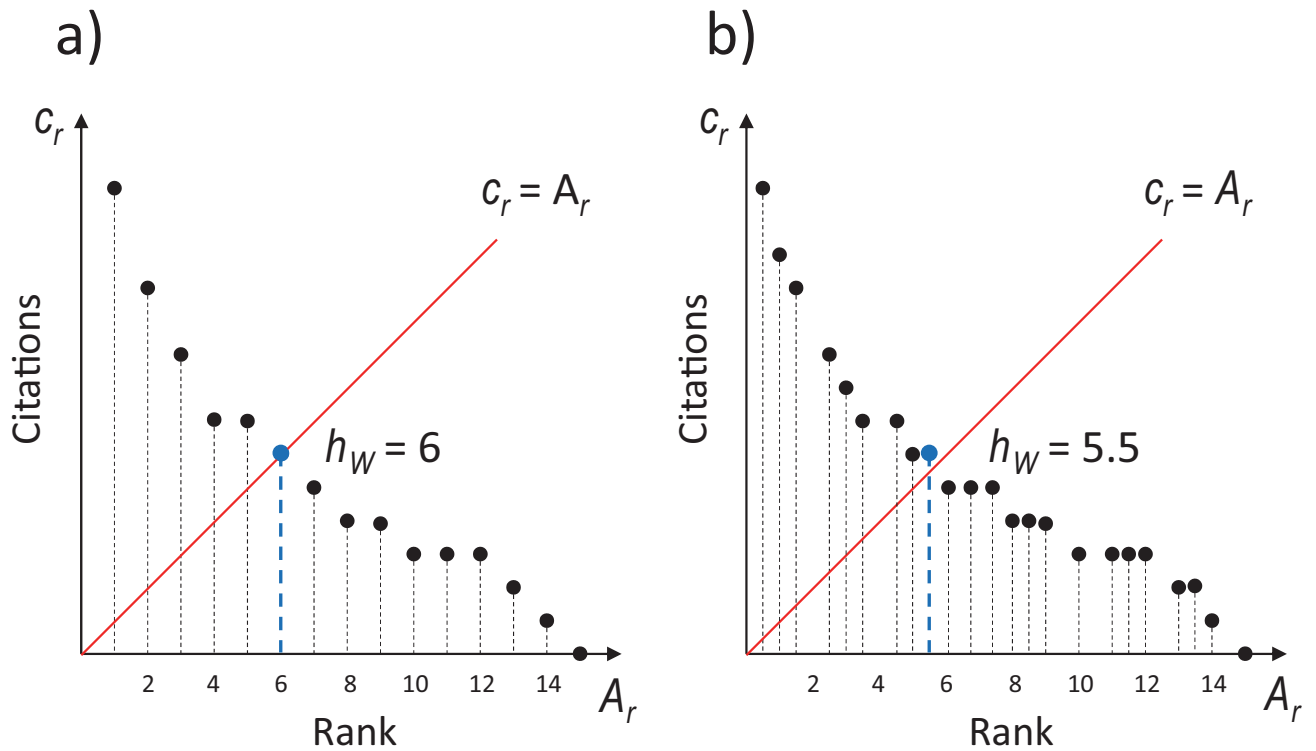 a)
c_r
c_r = A_r
Citations
h_W = 6
2 4 6 8 10 12 14
A_r
Rank
b)
c_r
c_r = A_r
Citations
h_W = 5.5
2 4 6 8 10 12 14
A_r
Rank